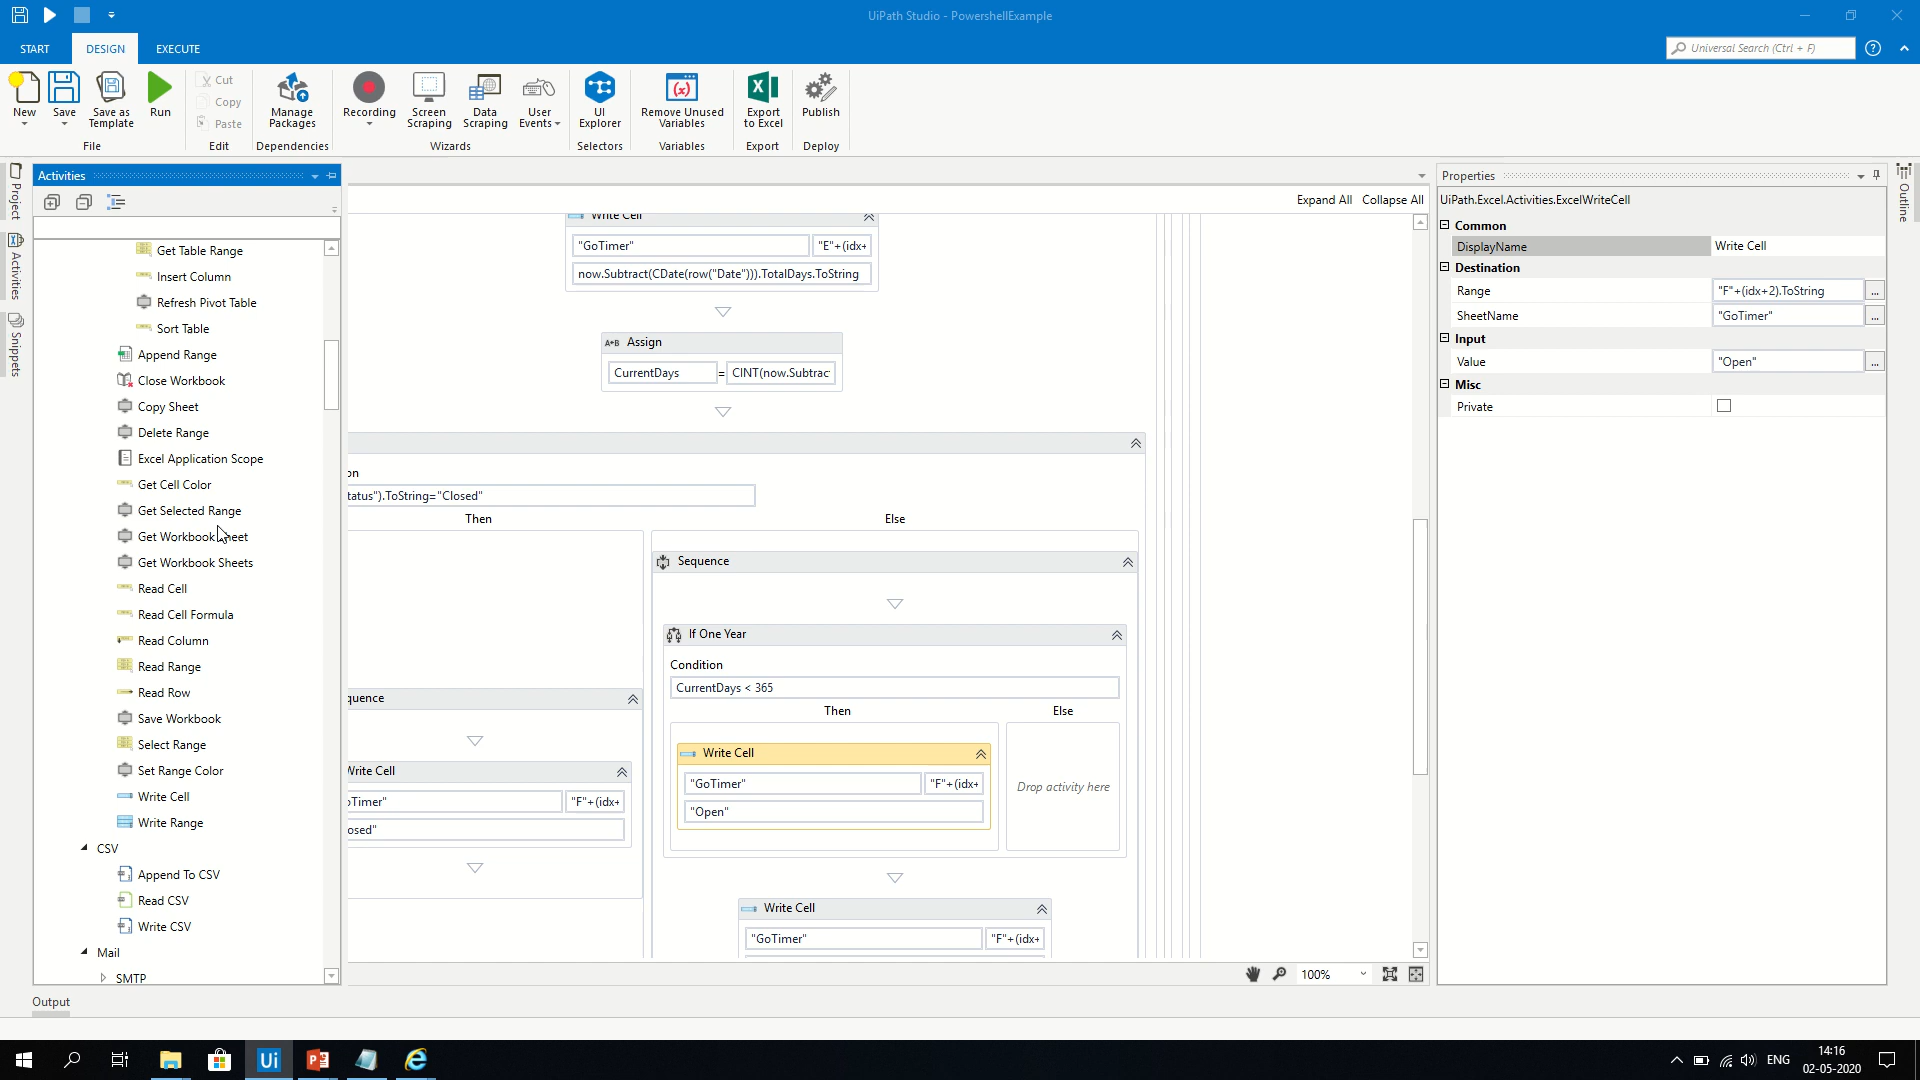 UiPath Studio - PowershellExample
START
DESIGN
EXECUTE
Universal Search (Ctrl + F)
New
Save
Save as Template
Run
Cut
Copy
Paste
Manage Packages
Recording
Screen Scraping
Data Scraping
User Events
UI Explorer
Remove Unused Variables
Export to Excel
Publish
File
Edit
Dependencies
Wizards
Selectors
Variables
Export
Deploy
Project
Activities
Snippets
Activities
Get Table Range
Insert Column
Refresh Pivot Table
Sort Table
Append Range
Close Workbook
Copy Sheet
Delete Range
Excel Application Scope
Get Cell Color
Get Selected Range
Get Workbook Sheet
Get Workbook Sheets
Read Cell
Read Cell Formula
Read Column
Read Range
Read Row
Save Workbook
Select Range
Set Range Color
Write Cell
Write Range
CSV
Append To CSV
Read CSV
Write CSV
Mail
SMTP
Expand All
Collapse All
Write Cell
"GoTimer"
"E"+(idx+
now.Subtract(CDate(row("Date"))).TotalDays.ToString
A+B Assign
CurrentDays = CINT(now.Subtrac
on
tatus").ToString="Closed"
Then
Else
quence
Write Cell
oTimer"
"F"+(idx+
osed"
Sequence
If One Year
Condition
CurrentDays < 365
Then
Else
Write Cell
"GoTimer"
"F"+(idx+
"Open"
Drop activity here
Write Cell
"GoTimer"
"F"+(idx+
100%
Properties
UiPath.Excel.Activities.ExcelWriteCell
Common
DisplayName Write Cell
Destination
Range "F"+(idx+2).ToString ...
SheetName "GoTimer" ...
Input
Value "Open" ...
Misc
Private
Outline
Output
Ui
ENG
14:16
02-05-2020